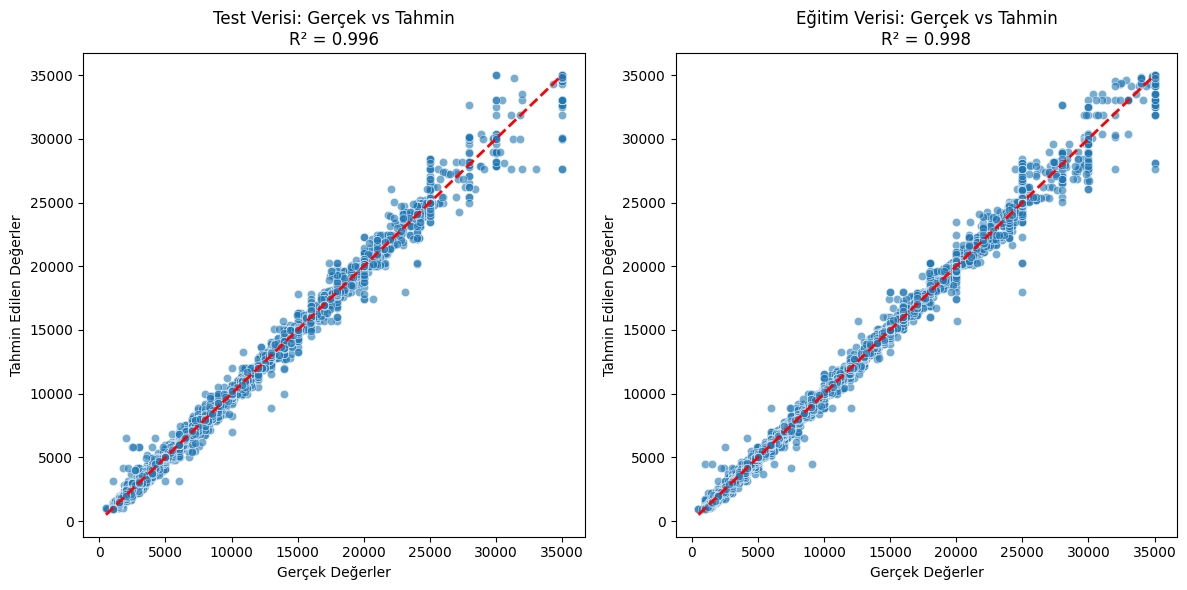 Test Verisi: Gerçek vs Tahmin
R² = 0.996
35000
30000
25000
20000
15000
10000
5000
0
Tahmin Edilen Değerler
0 5000 10000 15000 20000 25000 30000 35000
Gerçek Değerler
Eğitim Verisi: Gerçek vs Tahmin
R² = 0.998
35000
30000
25000
20000
15000
10000
5000
0
Tahmin Edilen Değerler
0 5000 10000 15000 20000 25000 30000 35000
Gerçek Değerler